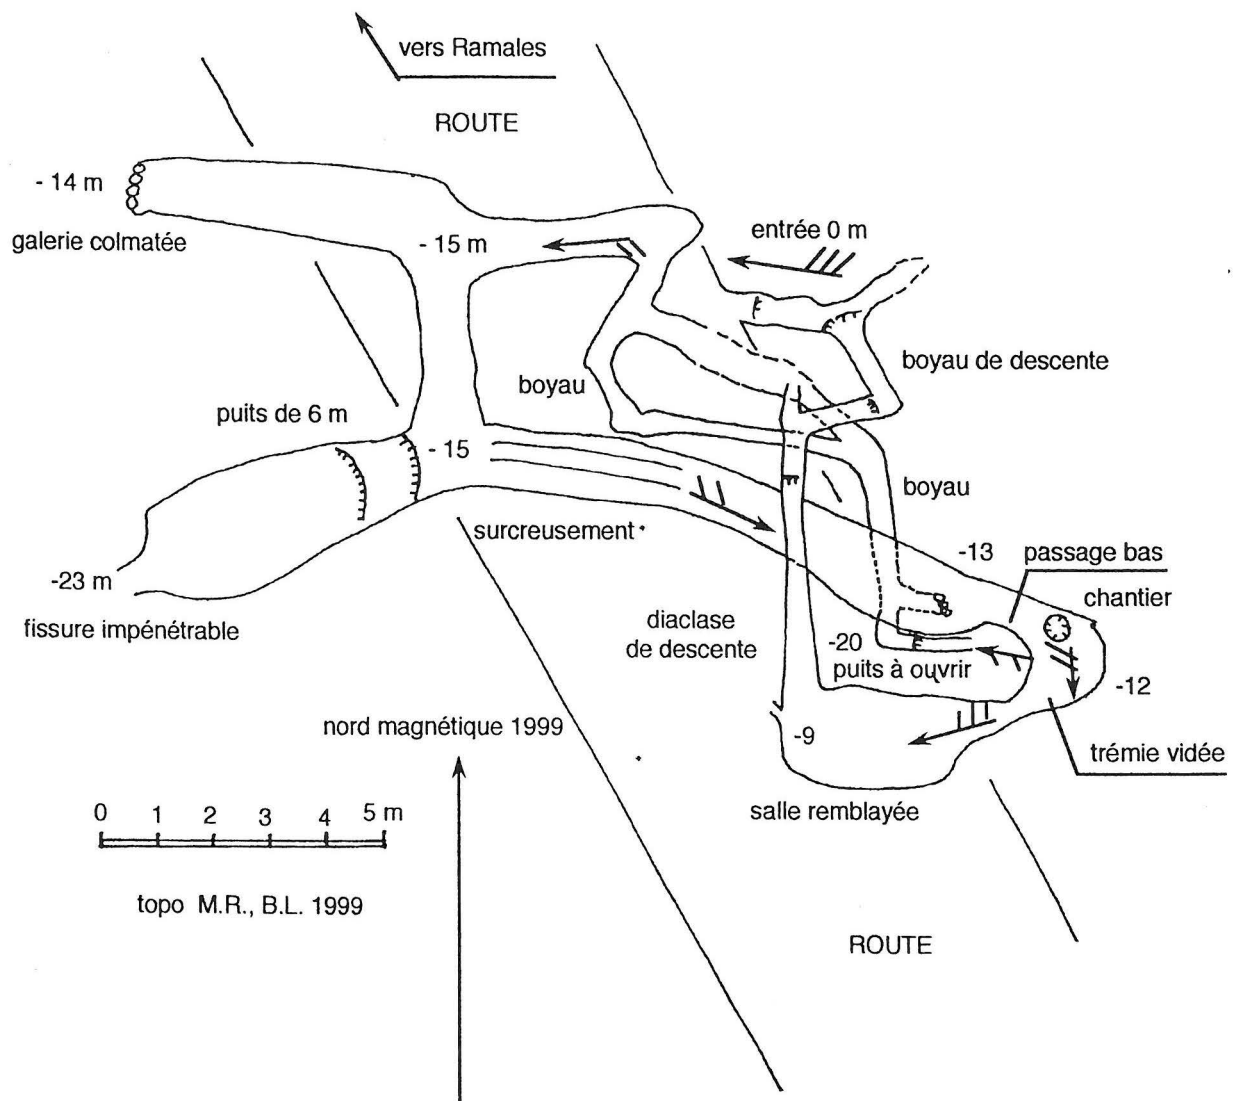 vers Ramales
ROUTE
- 14 m
galerie colmatée
- 15 m
entrée 0 m
boyau de descente
boyau
puits de 6 m
- 15
boyau
surcreusement
-13
passage bas
chantier
-23 m
fissure impénétrable
diaclase
de descente
-20
puits à ouvrir
-12
nord magnétique 1999
-9
trémie vidée
salle remblayée
0 1 2 3 4 5 m
topo M.R., B.L. 1999
ROUTE